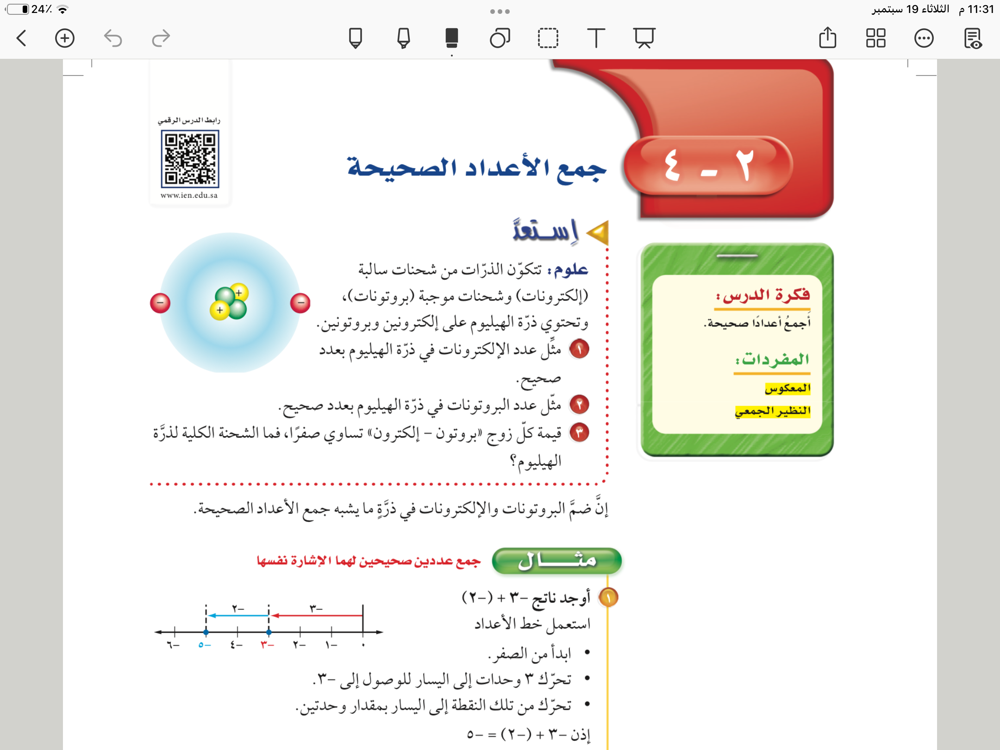 11:31 م الثلاثاء 19 سبتمبر
24٪
رابط الدرس الرقمي
www.ien.edu.sa
٢ - ٤
جمع الأعداد الصحيحة
اِستعدَّ
علوم: تتكوّن الذرّات من شحنات سالبة
(إلكترونات) وشحنات موجبة (بروتونات)،
وتحتوي ذرّة الهيليوم على إلكترونين وبروتونين.
١ مثِّل عدد الإلكترونات في ذرّة الهيليوم بعدد
صحيح.
٢ مثّل عدد البروتونات في ذرّة الهيليوم بعدد صحيح.
٣ قيمة كلّ زوج «بروتون – إلكترون» تساوي صفرًا، فما الشحنة الكلية لذرَّة
الهيليوم؟
+
+
–
–
فكرة الدرس:
أجمعُ أعدادًا صحيحة.
المفردات:
المعكوس
النظير الجمعي
إنَّ ضمَّ البروتونات والإلكترونات في ذرَّةٍ ما يشبه جمع الأعداد الصحيحة.
مثال
جمع عددين صحيحين لهما الإشارة نفسها
١ أوجد ناتج –٣ + (–٢)
استعمل خط الأعداد
• ابدأ من الصفر.
• تحرّك ٣ وحدات إلى اليسار للوصول إلى –٣.
• تحرّك من تلك النقطة إلى اليسار بمقدار وحدتين.
إذن –٣ + (–٢) = –٥
–٣ –٢
٠ –١ –٢ –٣ –٤ –٥ –٦